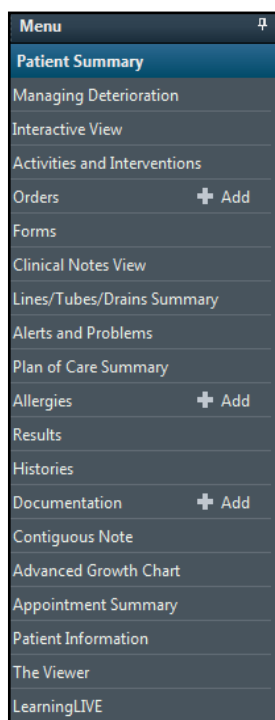 Menu
Patient Summary
Managing Deterioration
Interactive View
Activities and Interventions
Orders + Add
Forms
Clinical Notes View
Lines/Tubes/Drains Summary
Alerts and Problems
Plan of Care Summary
Allergies + Add
Results
Histories
Documentation + Add
Contiguous Note
Advanced Growth Chart
Appointment Summary
Patient Information
The Viewer
LearningLIVE